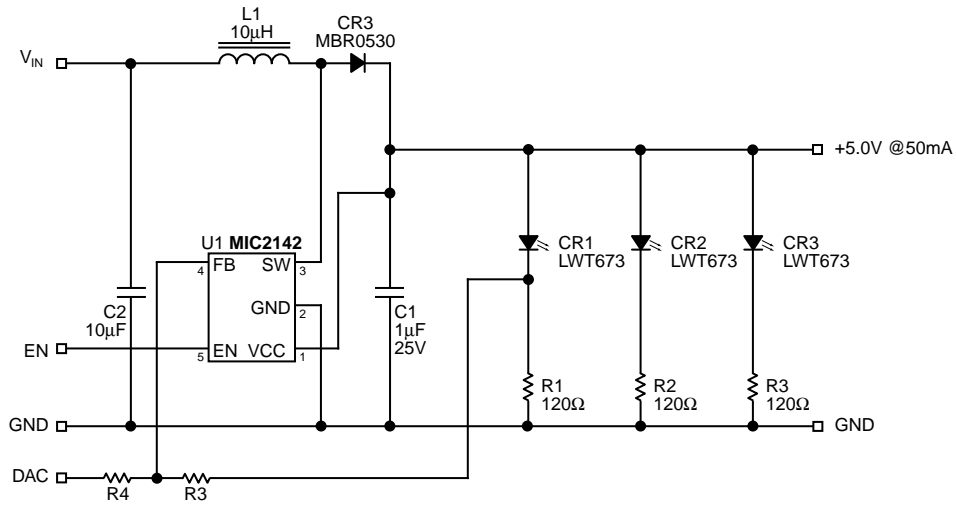 L1
10µH
CR3
MBR0530
VIN
+5.0V @50mA
U1 MIC2142
4 FB SW 3
GND 2
EN VCC
5 1
C2
10µF
C1
1µF
25V
CR1
LWT673
CR2
LWT673
CR3
LWT673
EN
R1
120Ω
R2
120Ω
R3
120Ω
GND
GND
DAC
R4
R3